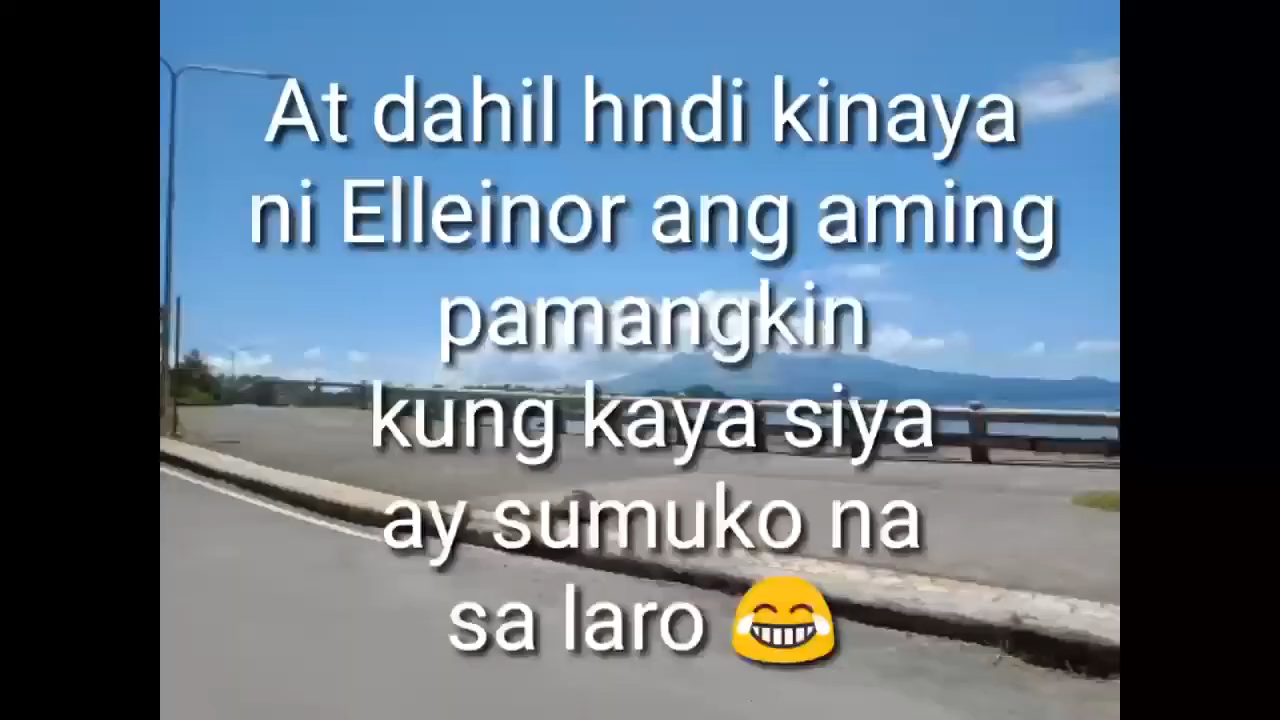 At dahil hndi kinaya
ni Elleinor ang aming
pamangkin
kung kaya siya
ay sumuko na
sa laro 😂